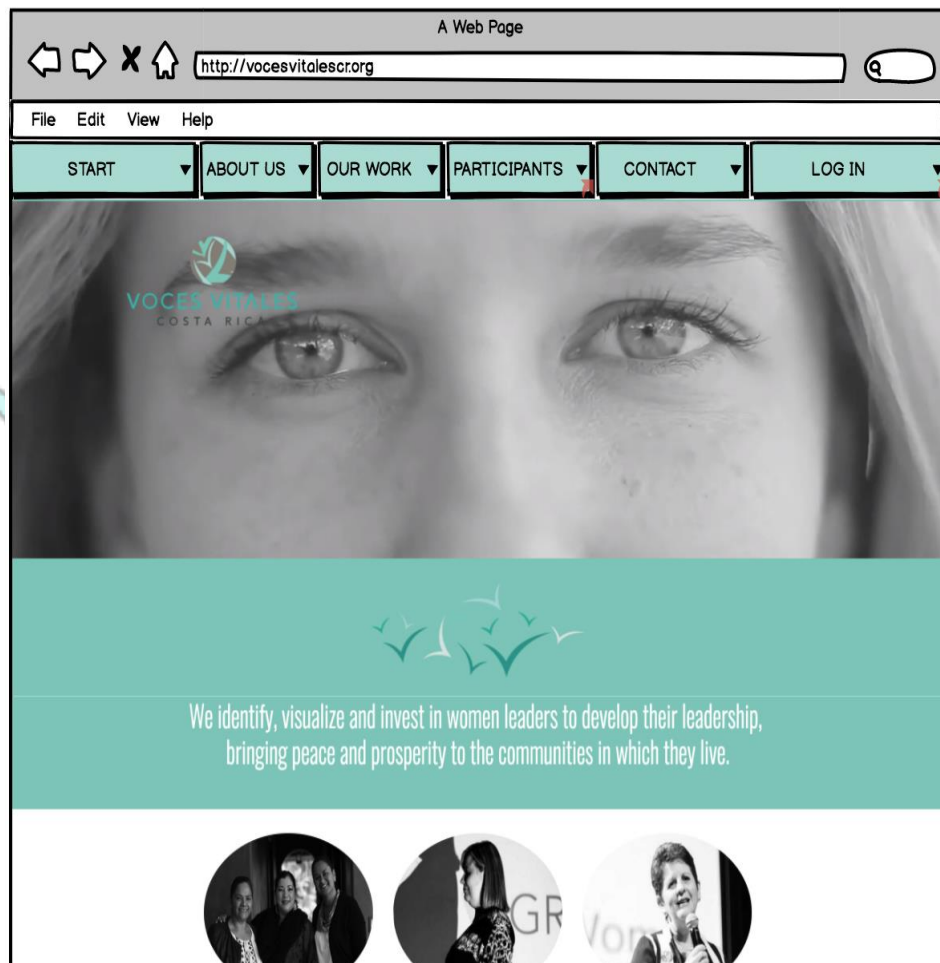 A Web Page
http://vocesvitalescr.org
File Edit View Help
START ABOUT US OUR WORK PARTICIPANTS CONTACT LOG IN
VOCES VITALES
COSTA RICA
We identify, visualize and invest in women leaders to develop their leadership,
bringing peace and prosperity to the communities in which they live.
GR
Wom